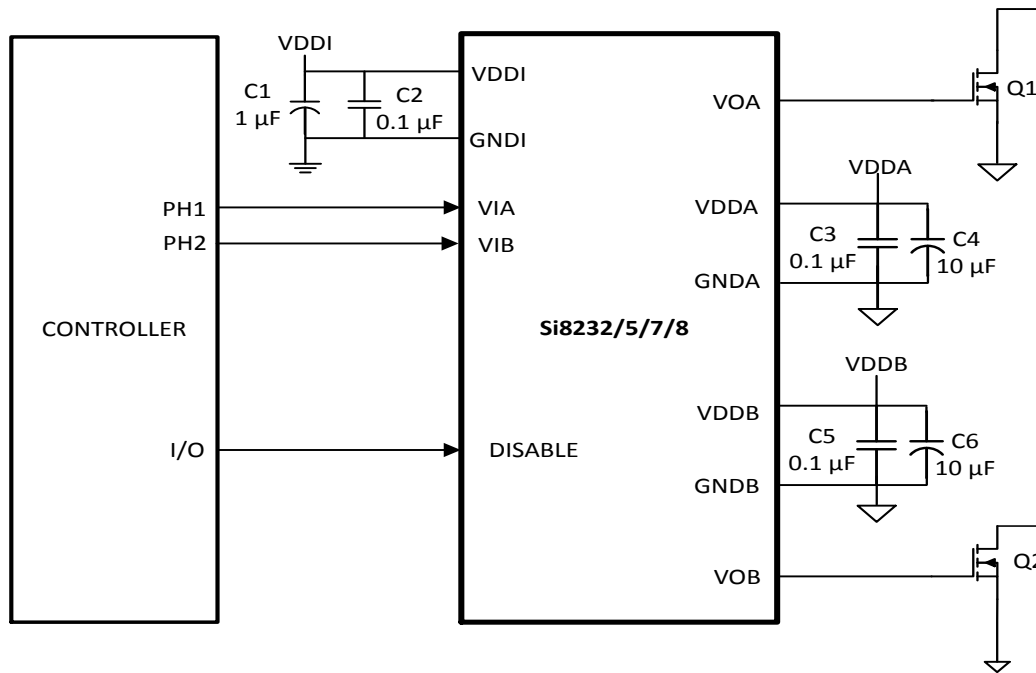 VDDI
C1
1 µF
C2
0.1 µF
VDDI
GNDI
PH1
PH2
VIA
VIB
CONTROLLER
I/O
DISABLE
Si8232/5/7/8
VOA
Q1
VDDA
VDDA
C3
0.1 µF
C4
10 µF
GNDA
VDDB
VDDB
C5
0.1 µF
C6
10 µF
GNDB
VOB
Q2